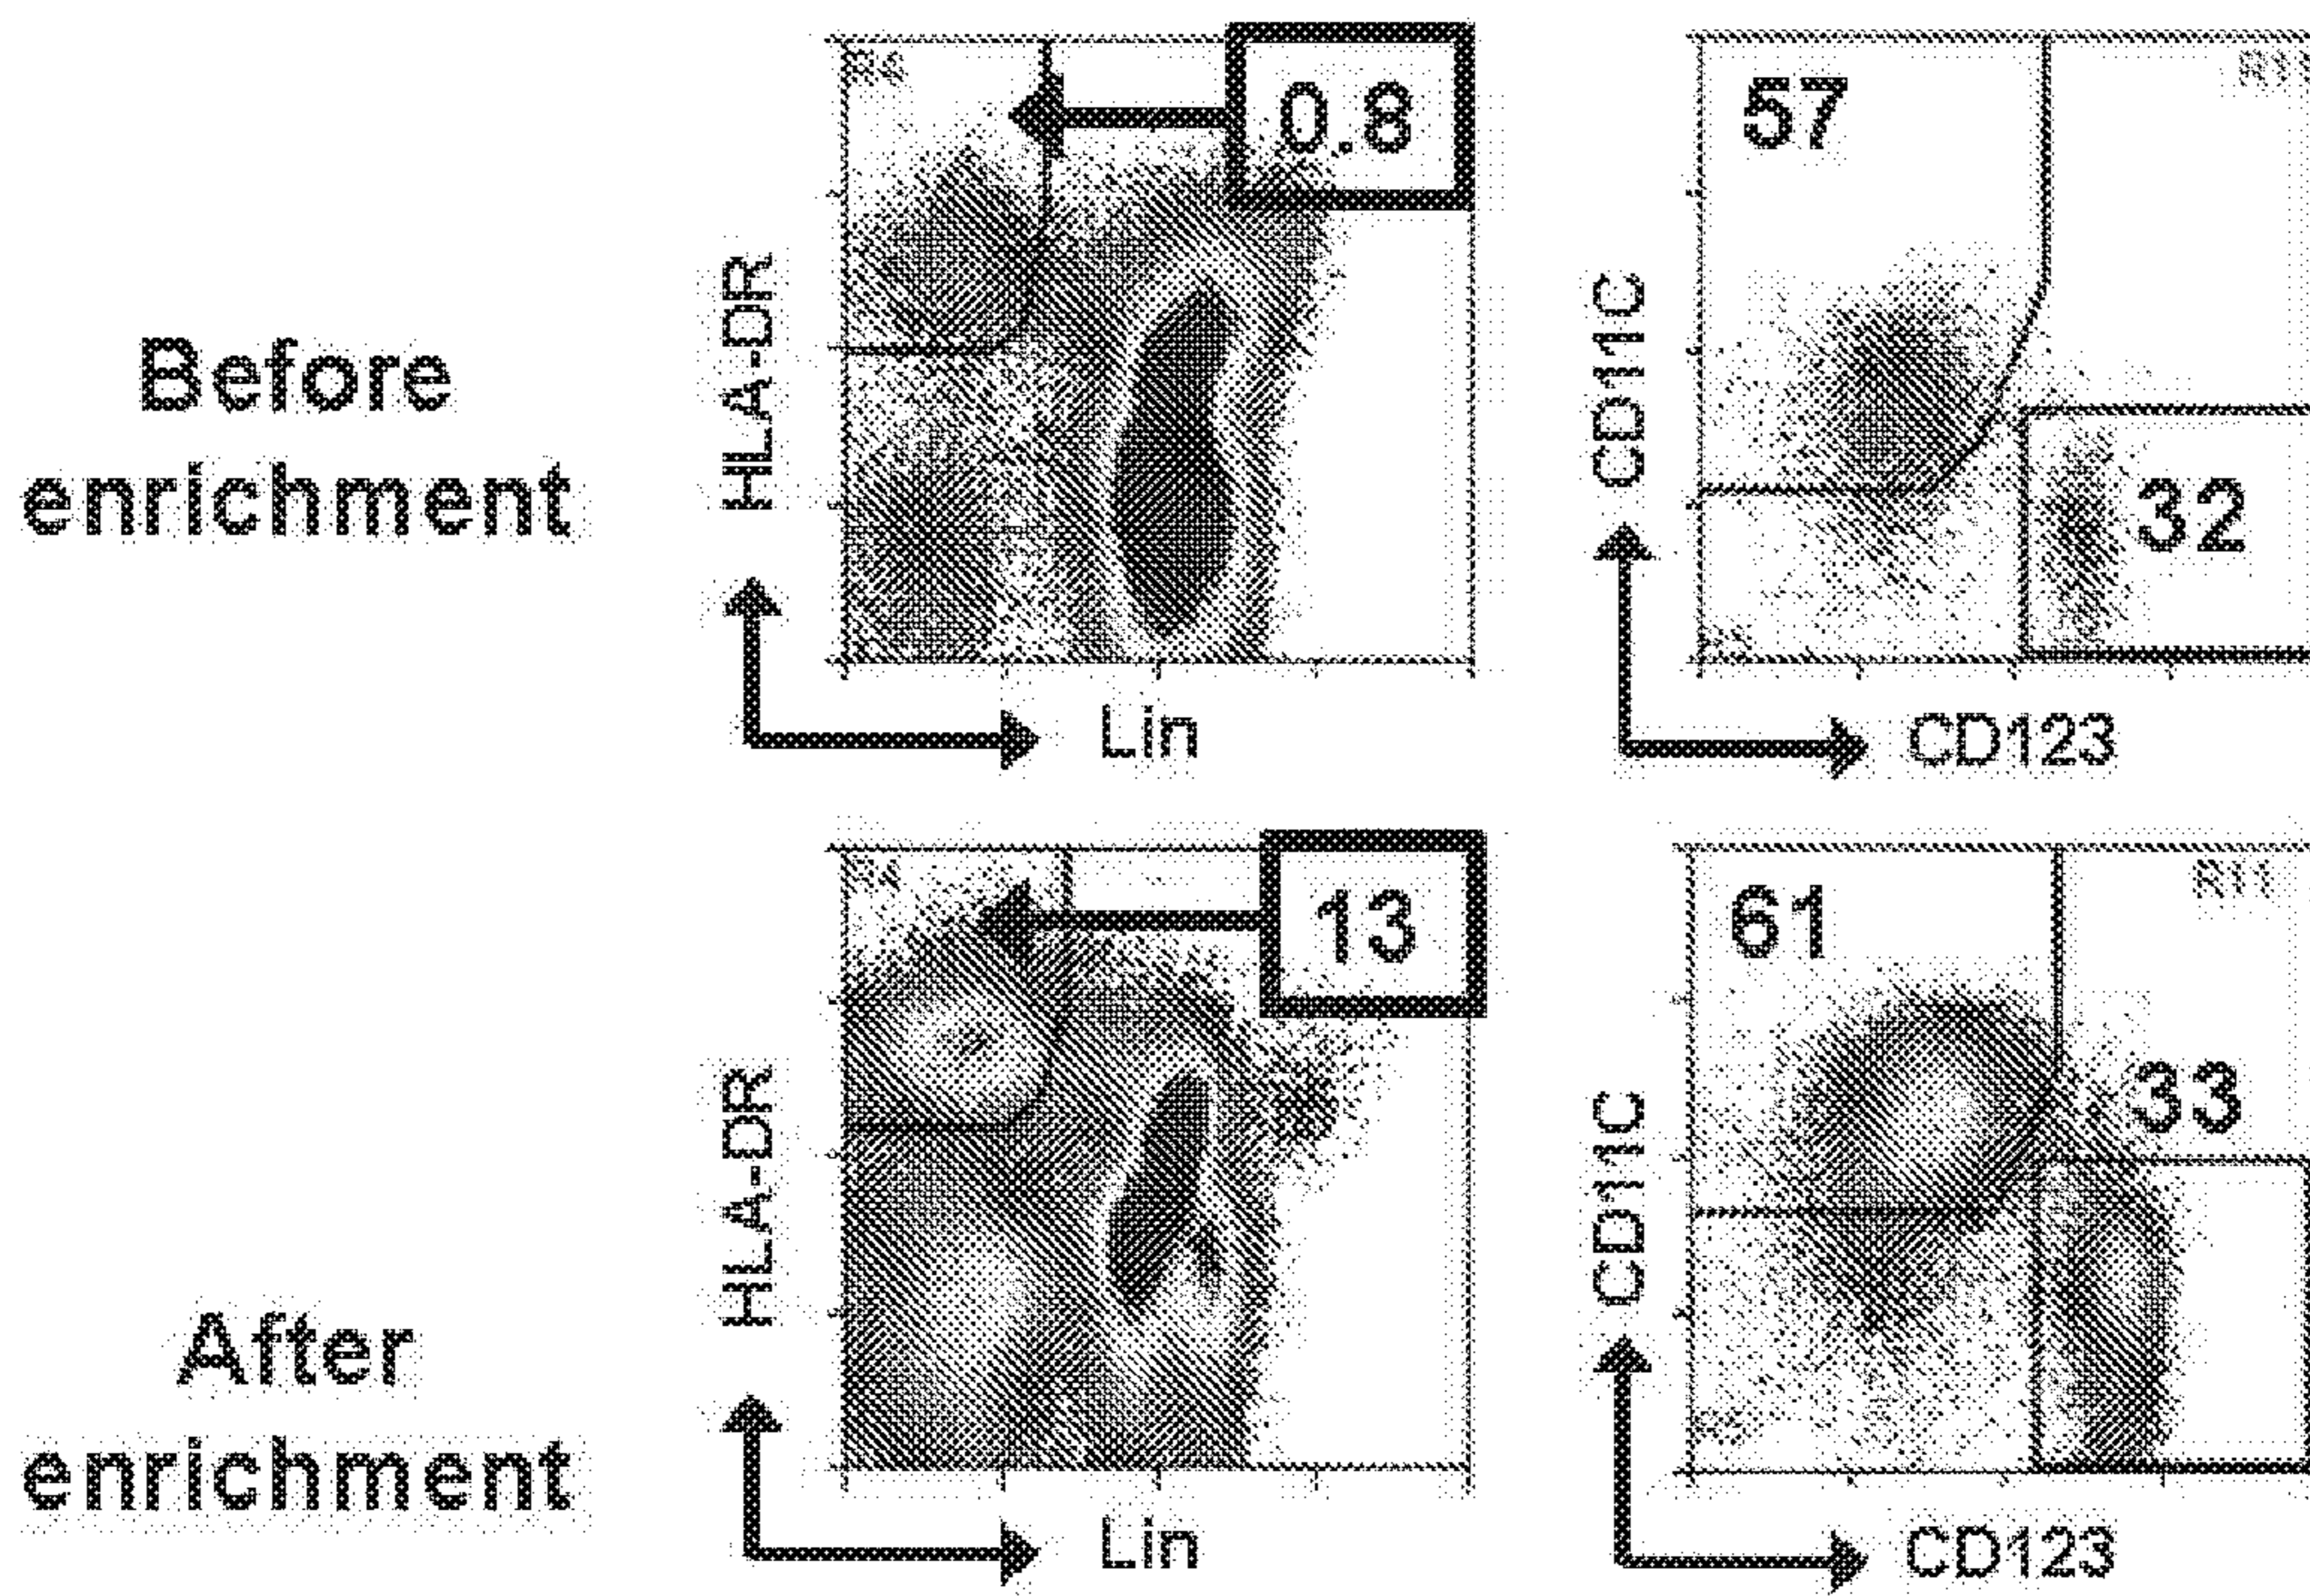 0.8
57
HLA-DR
CD11C
Before
enrichment
32
Lin
CD123
13
R11
61
33
HLA-DR
CD11C
After
enrichment
Lin
CD123